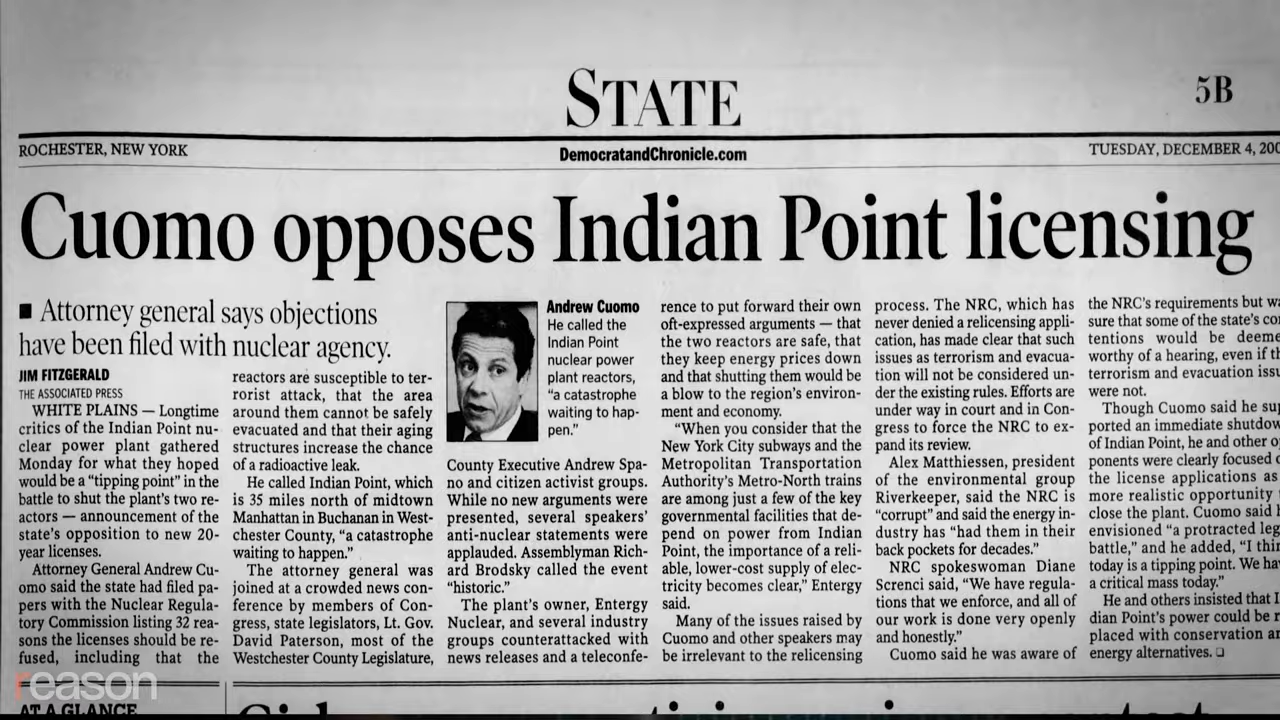 STATE
5B
ROCHESTER, NEW YORK
DemocratandChronicle.com
TUESDAY, DECEMBER 4, 200
Cuomo opposes Indian Point licensing
■ Attorney general says objections
have been filed with nuclear agency.
JIM FITZGERALD
THE ASSOCIATED PRESS
WHITE PLAINS — Longtime
critics of the Indian Point nu-
clear power plant gathered
Monday for what they hoped
would be a “tipping point” in the
battle to shut the plant’s two re-
actors — announcement of the
state’s opposition to new 20-
year licenses.
Attorney General Andrew Cu-
omo said the state had filed pa-
pers with the Nuclear Regula-
tory Commission listing 32 rea-
sons the licenses should be re-
fused, including that the
reactors are susceptible to ter-
rorist attack, that the area
around them cannot be safely
evacuated and that their aging
structures increase the chance
of a radioactive leak.
He called Indian Point, which
is 35 miles north of midtown
Manhattan in Buchanan in West-
chester County, “a catastrophe
waiting to happen.”
The attorney general was
joined at a crowded news con-
ference by members of Con-
gress, state legislators, Lt. Gov.
David Paterson, most of the
Westchester County Legislature,
Andrew Cuomo
He called the
Indian Point
nuclear power
plant reactors,
“a catastrophe
waiting to hap-
pen.”
County Executive Andrew Spa-
no and citizen activist groups.
While no new arguments were
presented, several speakers’
anti-nuclear statements were
applauded. Assemblyman Rich-
ard Brodsky called the event
“historic.”
The plant’s owner, Entergy
Nuclear, and several industry
groups counterattacked with
news releases and a teleconfe-
rence to put forward their own
oft-expressed arguments — that
the two reactors are safe, that
they keep energy prices down
and that shutting them would be
a blow to the region’s environ-
ment and economy.
“When you consider that the
New York City subways and the
Metropolitan Transportation
Authority’s Metro-North trains
are among just a few of the key
governmental facilities that de-
pend on power from Indian
Point, the importance of a reli-
able, lower-cost supply of elec-
tricity becomes clear,” Entergy
said.
Many of the issues raised by
Cuomo and other speakers may
be irrelevant to the relicensing
process. The NRC, which has
never denied a relicensing appli-
cation, has made clear that such
issues as terrorism and evacua-
tion will not be considered un-
der the existing rules. Efforts are
under way in court and in Con-
gress to force the NRC to ex-
pand its review.
Alex Matthiessen, president
of the environmental group
Riverkeeper, said the NRC is
“corrupt” and said the energy in-
dustry has “had them in their
back pockets for decades.”
NRC spokeswoman Diane
Screnci said, “We have regula-
tions that we enforce, and all of
our work is done very openly
and honestly.”
Cuomo said he was aware of
the NRC’s requirements but wa
sure that some of the state’s co
tentions would be deeme
worthy of a hearing, even if th
terrorism and evacuation issu
were not.
Though Cuomo said he su
ported an immediate shutdow
of Indian Point, he and other o
ponents were clearly focused o
the license applications as
more realistic opportunity
close the plant. Cuomo said h
envisioned “a protracted leg
battle,” and he added, “I thin
today is a tipping point. We ha
a critical mass today.”
He and others insisted that I
dian Point’s power could be r
placed with conservation an
energy alternatives. ❏
reason
AT A GLANCE